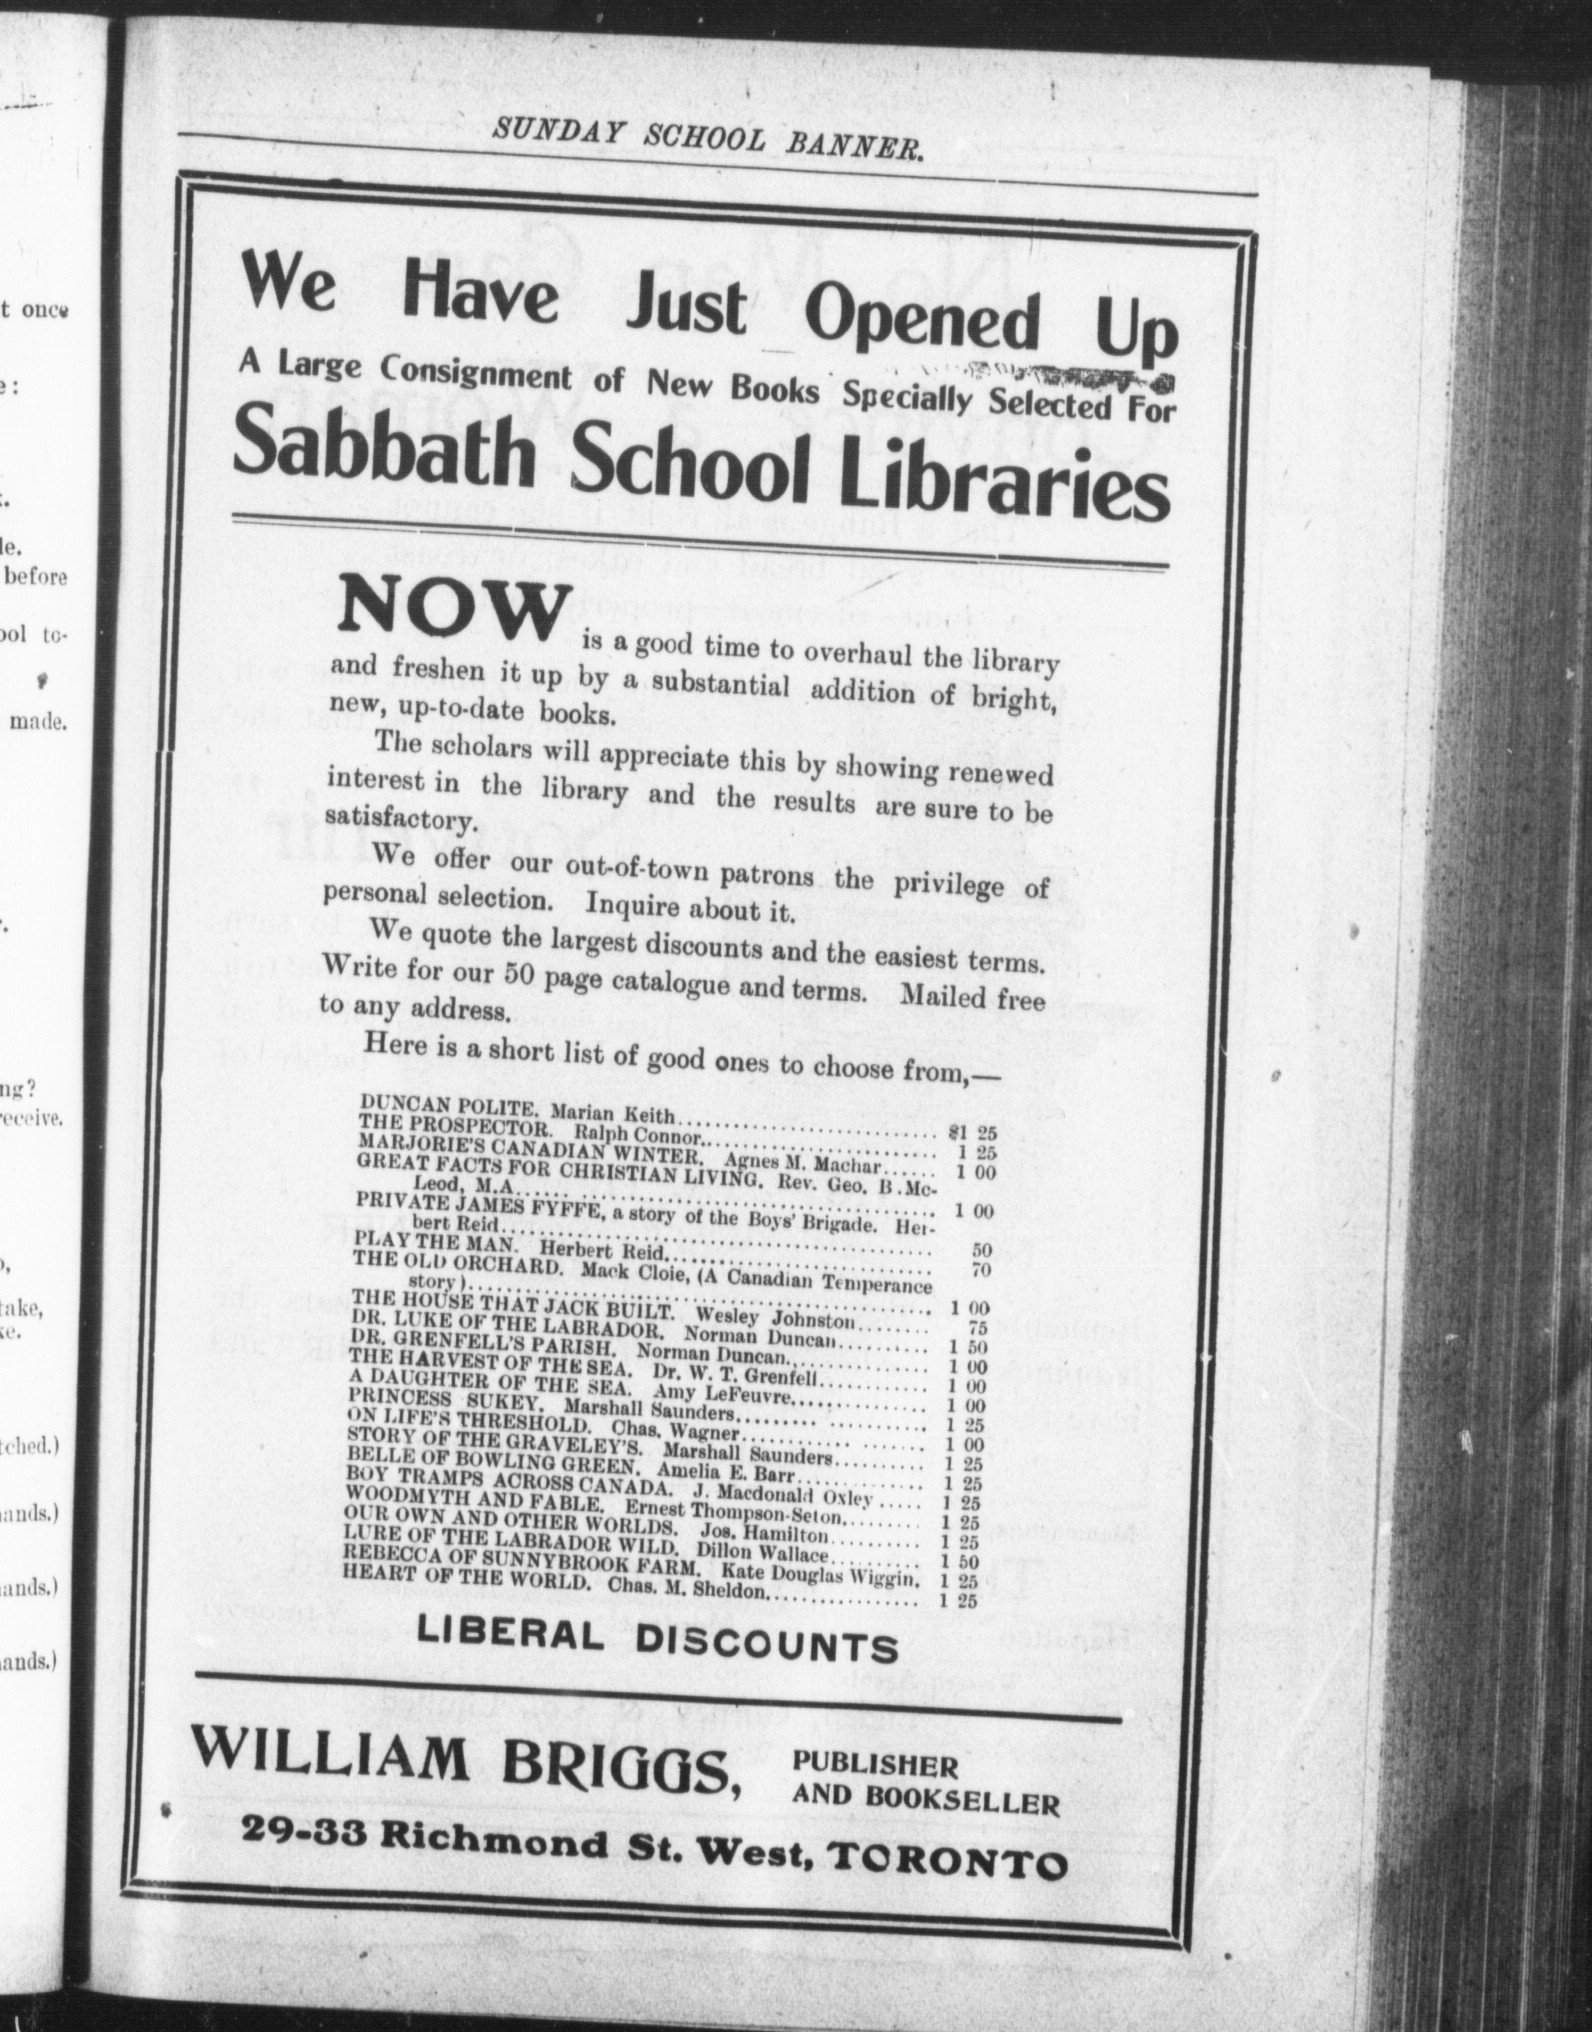 SUNDAY SCHOOL BANNER.
We Have Just Opened Up
A Large Consignment of New Books Specially Selected For
Sabbath School Libraries
NOW is a good time to overhaul the library
and freshen it up by a substantial addition of bright,
new, up-to-date books.
The scholars will appreciate this by showing renewed
interest in the library and the results are sure to be
satisfactory.
We offer our out-of-town patrons the privilege of
personal selection. Inquire about it.
We quote the largest discounts and the easiest terms.
Write for our 50 page catalogue and terms. Mailed free
to any address.
Here is a short list of good ones to choose from,—
DUNCAN POLITE. Marian Keith............................ $1 25
THE PROSPECTOR. Ralph Connor............................ 1 25
MARJORIE'S CANADIAN WINTER. Agnes M. Machar...... 1 00
GREAT FACTS FOR CHRISTIAN LIVING. Rev. Geo. B. Mc-
Leod, M.A............................................ 1 00
PRIVATE JAMES FYFFE, a story of the Boys' Brigade. Her-
bert Reid............................................ 50
PLAY THE MAN. Herbert Reid............................ 70
THE OLD ORCHARD. Mack Cloie, (A Canadian Temperance
story)............................................ 1 00
THE HOUSE THAT JACK BUILT. Wesley Johnston........ 75
DR. LUKE OF THE LABRADOR. Norman Duncan.......... 1 50
DR. GRENFELL'S PARISH. Norman Duncan................ 1 00
THE HARVEST OF THE SEA. Dr. W. T. Grenfell............ 1 00
A DAUGHTER OF THE SEA. Amy LeFeuvre................ 1 00
PRINCESS SUKEY. Marshall Saunders.................... 1 25
ON LIFE'S THRESHOLD. Chas. Wagner.................... 1 00
STORY OF THE GRAVELEY'S. Marshall Saunders.......... 1 25
BELLE OF BOWLING GREEN. Amelia E. Barr.............. 1 25
BOY TRAMPS ACROSS CANADA. J. Macdonald Oxley ..... 1 25
WOODMYTH AND FABLE. Ernest Thompson-Seton......... 1 25
OUR OWN AND OTHER WORLDS. Jos. Hamilton........... 1 25
LURE OF THE LABRADOR WILD. Dillon Wallace.......... 1 50
REBECCA OF SUNNYBROOK FARM. Kate Douglas Wiggin. 1 25
HEART OF THE WORLD. Chas. M. Sheldon................. 1 25
LIBERAL DISCOUNTS
WILLIAM BRIGGS, PUBLISHER
AND BOOKSELLER
29-33 Richmond St. West, TORONTO